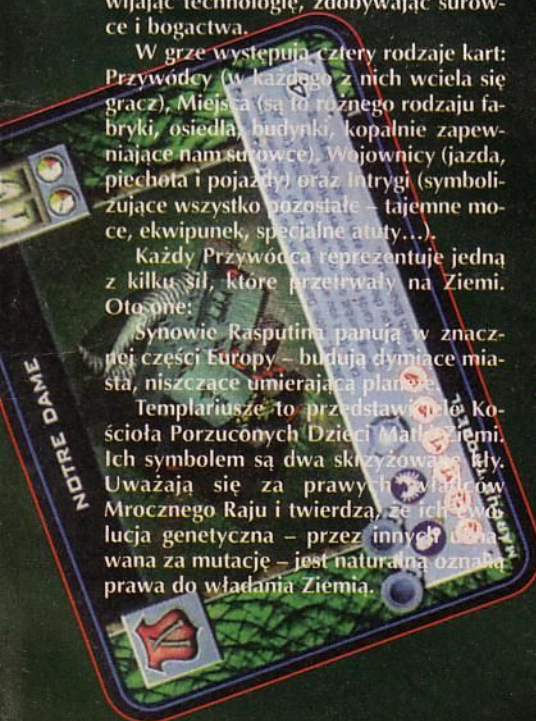 wijając technologię, zdobywając surow-
ce i bogactwa.
W grze występują cztery rodzaje kart:
Przywódcy (w każdego z nich wciela się
gracz), Miejsca (są to różnego rodzaju fa-
bryki, osiedla, budynki, kopalnie zapew-
niające nam surowce), Wojownicy (jazda,
piechota i pojazdy) oraz Intrygi (symboli-
zujące wszystko pozostałe – tajemne mo-
ce, ekwipunek, specjalne atuty…).
Każdy Przywódca reprezentuje jedną
z kilku sił, które przetrwały na Ziemi.
Oto one:
Synowie Rasputina panują w znacz-
nej części Europy – budują dymiące mia-
sta, niszczące umierającą planetę.
Templariusze to przedstawiciele Ko-
ścioła Porzuconych Dzieci Matki Ziemi.
Ich symbolem są dwa skrzyżowane kły.
Uważają się za prawych władców
Mrocznego Raju i twierdzą, że ich ewo-
lucja genetyczna – przez innych uzna-
wana za mutację – jest naturalną oznaką
prawa do władania Ziemią.
NOTRE DAME